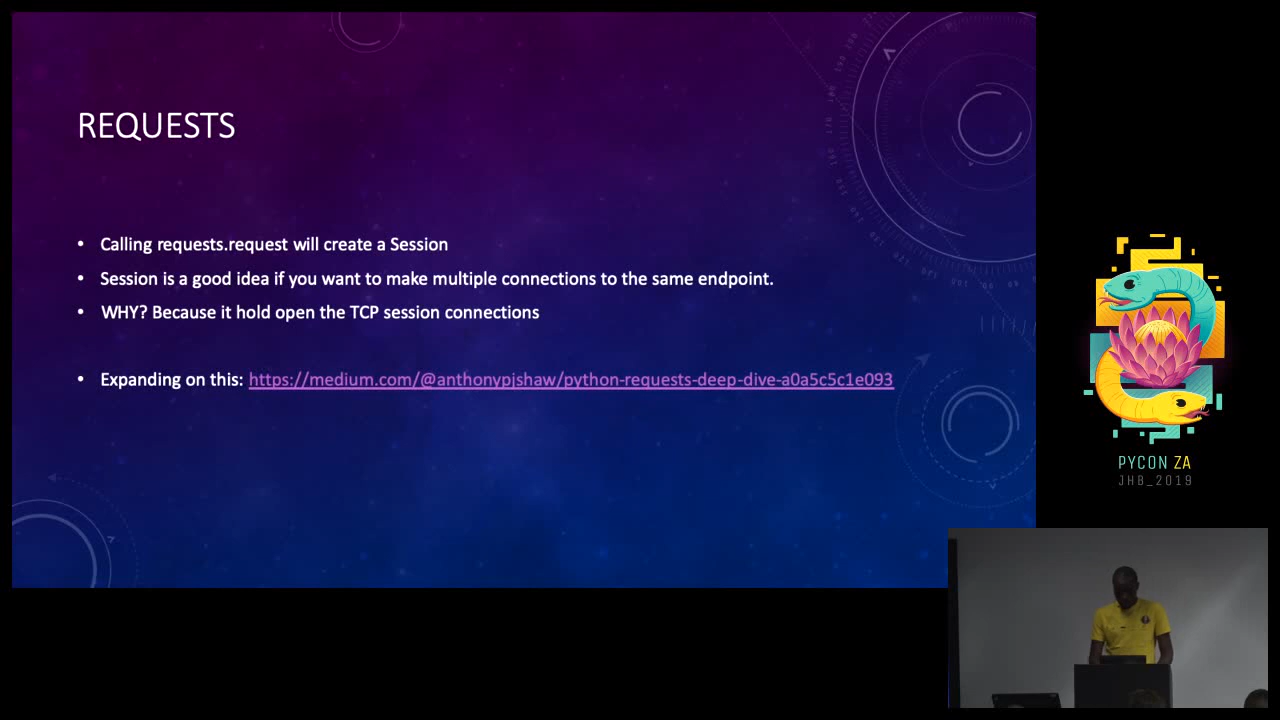 REQUESTS
• Calling requests.request will create a Session
• Session is a good idea if you want to make multiple connections to the same endpoint.
• WHY? Because it hold open the TCP session connections
• Expanding on this: https://medium.com/@anthonypjshaw/python-requests-deep-dive-a0a5c5c1e093
PYCON ZA
JHB_2019